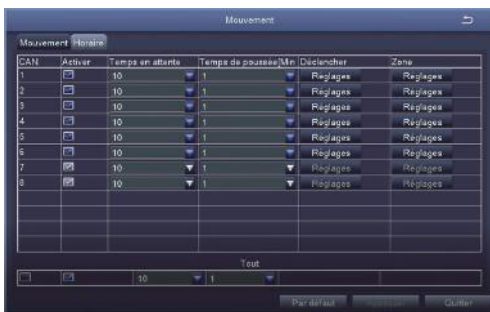 Mouvement
Mouvement Horaire
CAN Activer Temps en attente Temps de poussée]Min Déclencher Zone
1 10 1 Réglages Réglages
2 10 1 Réglages Réglages
3 10 1 Réglages Réglages
4 10 1 Réglages Réglages
5 10 1 Réglages Réglages
6 10 1 Réglages Réglages
7 10 1 Réglages Réglages
8 10 1 Réglages Réglages
Tout
10 1
Par défaut Quitter